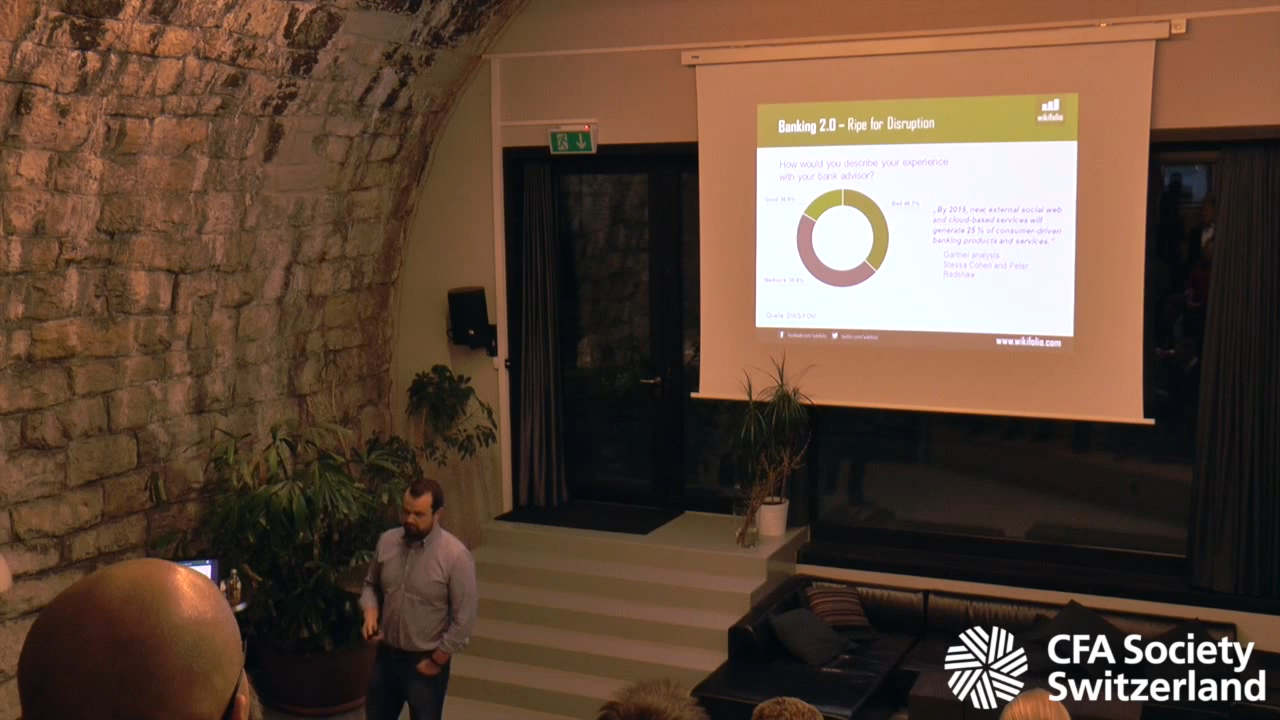 wikifolio
Banking 2.0 – Ripe for Disruption
How would you describe your experience
with your bank advisor?
„By 2015, new, external social web
and cloud-based services will
generate 25 % of consumer-driven
banking products and services."
Gartner analysts
Stessa Cohen and Peter
Redshaw
www.wikifolio.com
CFA Society
Switzerland